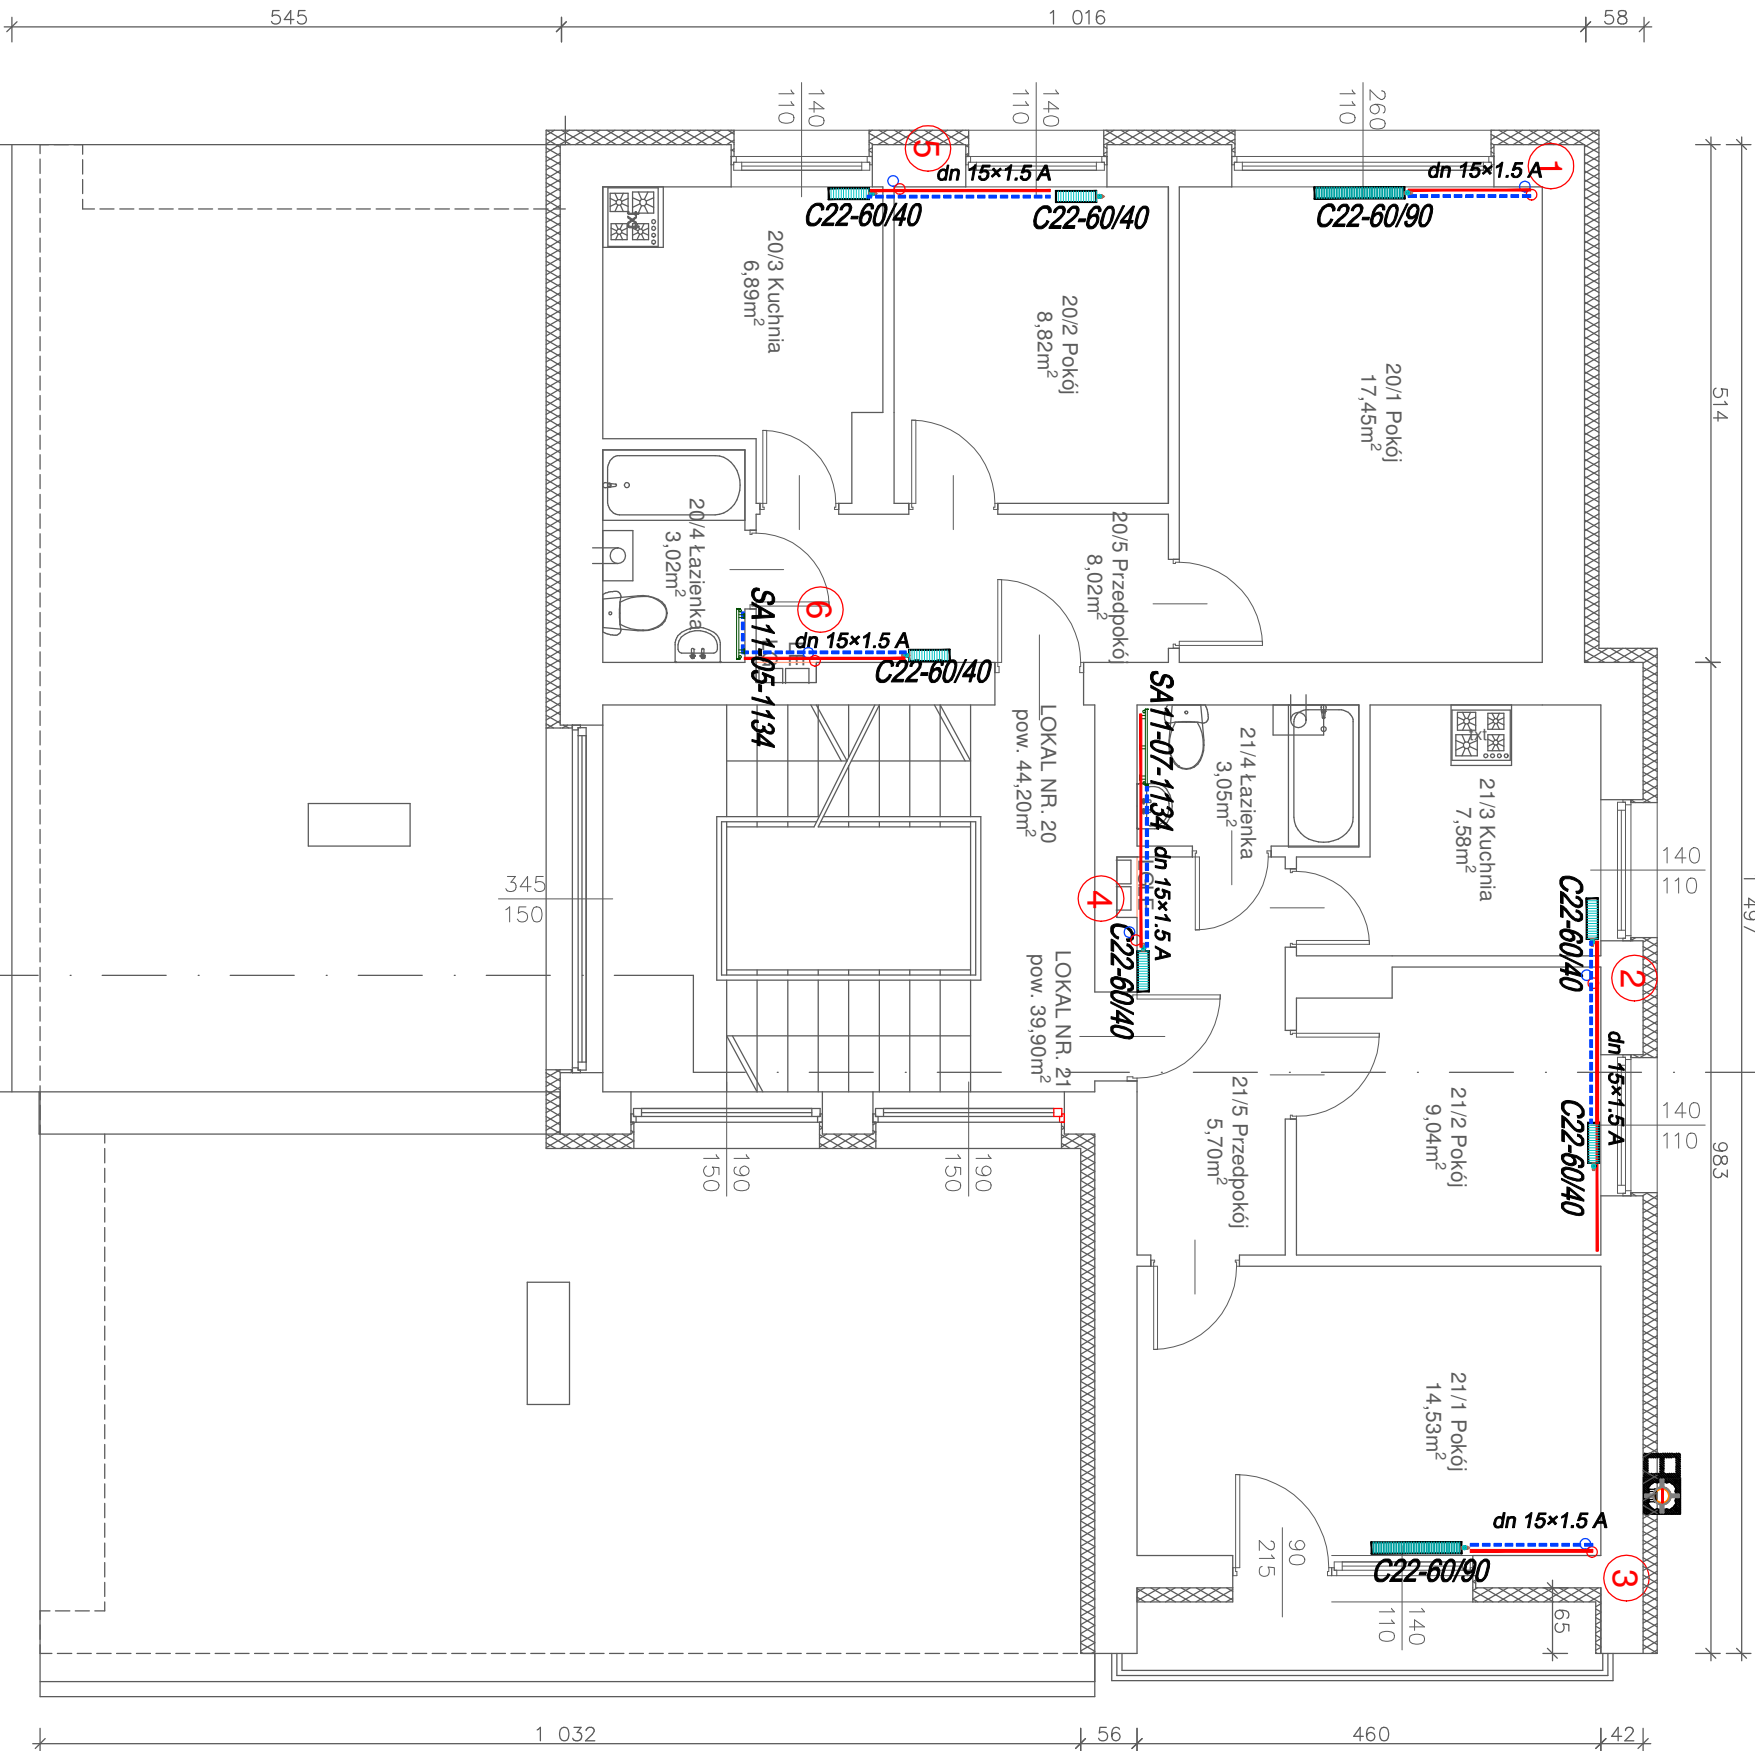 545
1 016
58
140
110
140
110
260
110
5
1
dn 15×1.5 A
dn 15×1.5 A
C22-60/40
C22-60/40
C22-60/90
20/3 Kuchnia
6,89m²
20/2 Pokój
8,82m²
20/1 Pokój
17,45m²
514
20/4 Łazienka
3,02m²
20/5 Przedpokój
8,02m²
6
SA11-05-1134
dn 15×1.5 A
C22-60/40
LOKAL NR. 20
pow. 44,20m²
SA11-07-1134
21/4 Łazienka
3,05m²
txt
21/3 Kuchnia
7,58m²
140
110
345
150
497
4
dn 15×1.5 A
C22-60/40
C22-60/40
2
LOKAL NR. 21
pow. 39,90m²
dn 15×1.5 A
C22-60/40
140
110
983
21/5 Przedpokój
5,70m²
21/2 Pokój
9,04m²
190
150
190
150
21/1 Pokój
14,53m²
dn 15×1.5 A
90
215
C22-60/90
3
140
110
65
1 032
56
460
42